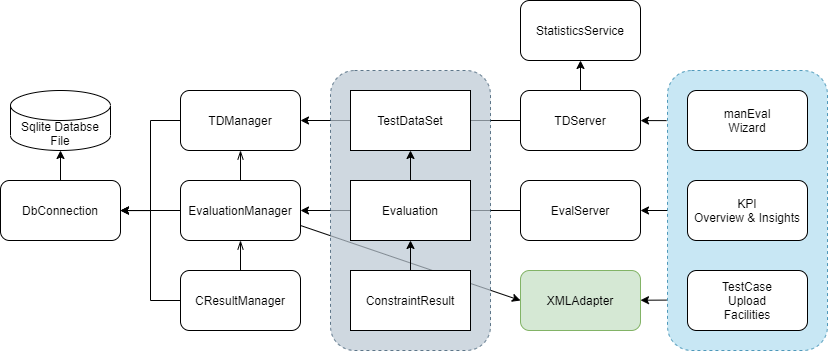 StatisticsService
Sqlite Databse
File
TDManager
TestDataSet
TDServer
manEval
Wizard
DbConnection
EvaluationManager
Evaluation
EvalServer
KPI
Overview & Insights
CResultManager
ConstraintResult
XMLAdapter
TestCase
Upload
Facilities